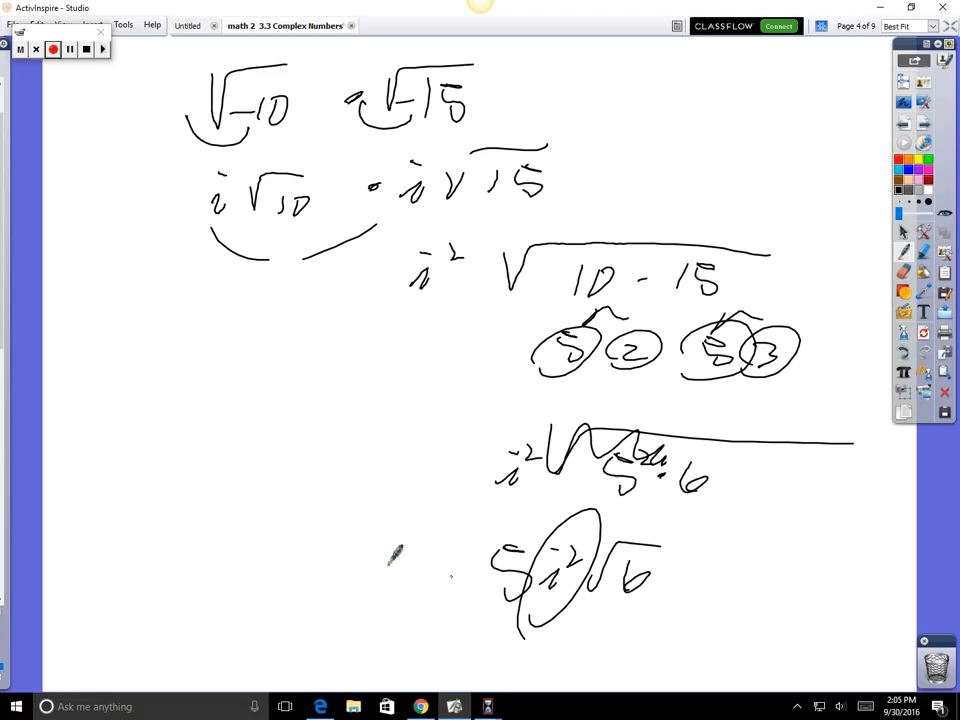 ActivInspire - Studio
File Edit View Insert Tools Help Untitled math 2 3.3 Complex Numbers* CLASSFLOW Connect Page 4 of 9 Best Fit
M
√-10 · √-15
i √10 · i √15
i² √10 · 15
5 2 5 3
i² √5² · 6
5 i² √6
Ask me anything
2:05 PM
9/30/2016